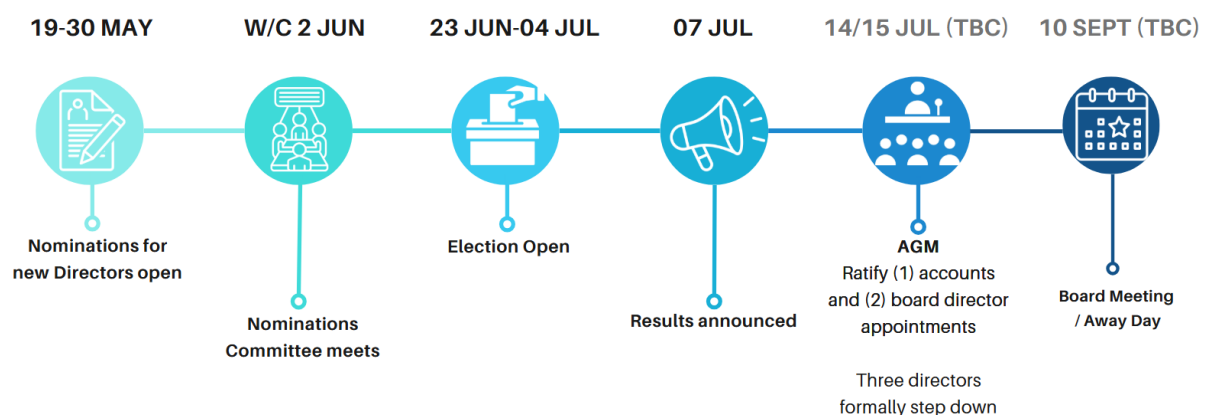 19-30 MAY
W/C 2 JUN
23 JUN-04 JUL
07 JUL
14/15 JUL (TBC)
10 SEPT (TBC)
Nominations for
new Directors open
Nominations
Committee meets
Election Open
Results announced
AGM
Ratify (1) accounts
and (2) board director
appointments
Three directors
formally step down
Board Meeting
/ Away Day